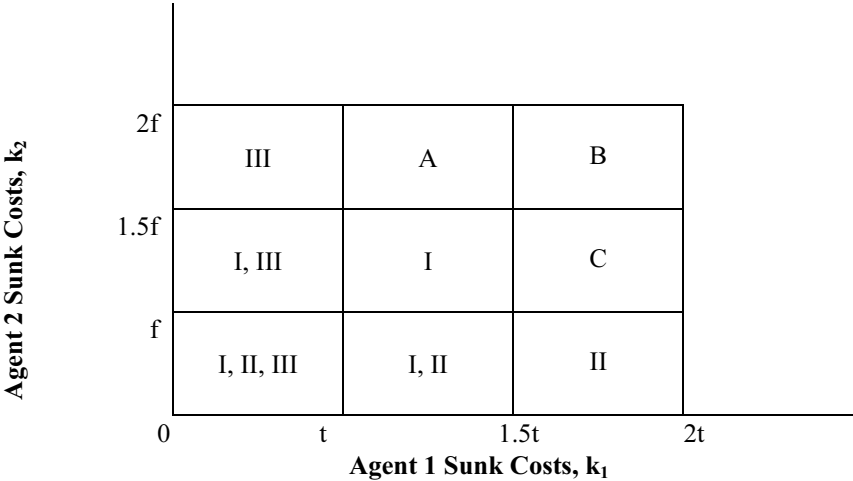 Agent 2 Sunk Costs, k₂
2f
III
A
B
1.5f
I, III
I
C
f
I, II, III
I, II
II
0
t
1.5t
2t
Agent 1 Sunk Costs, k₁